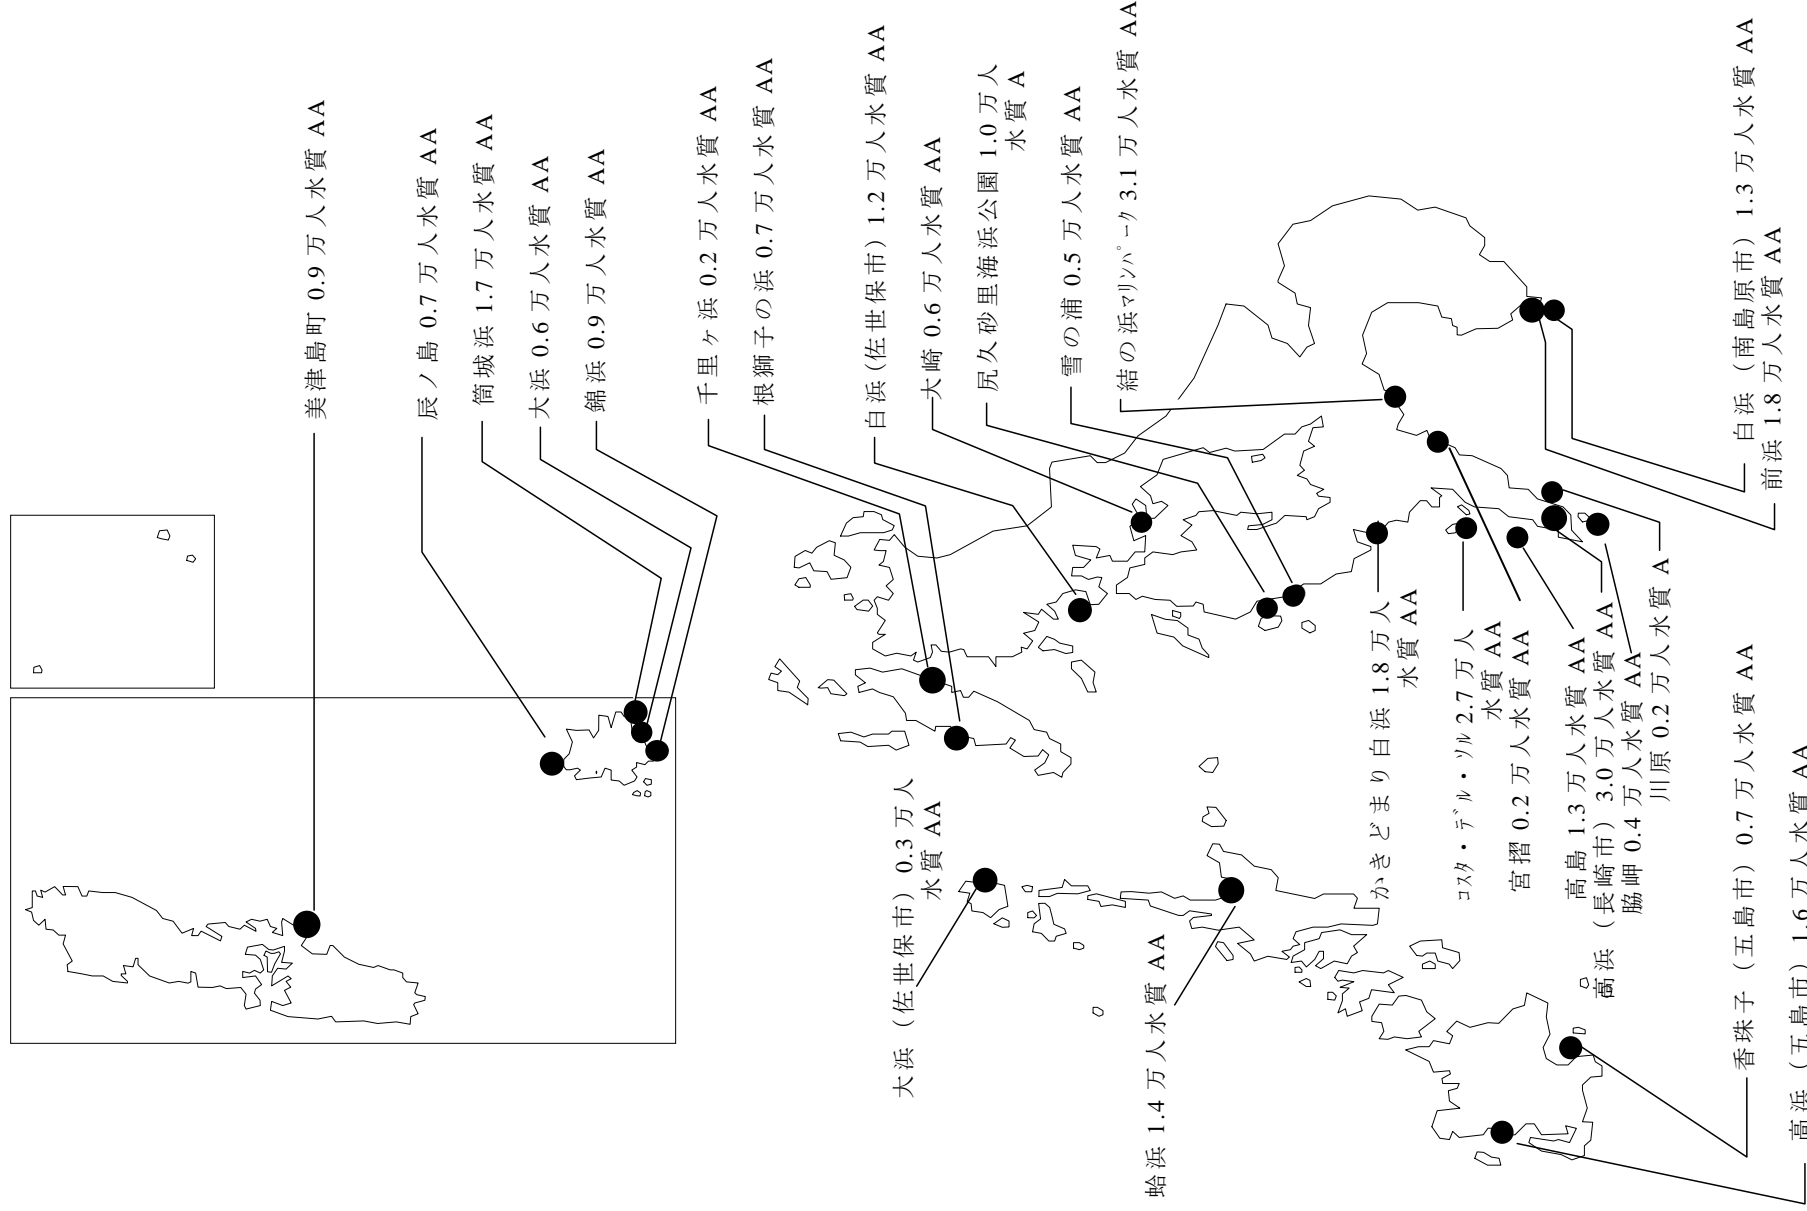 美津島町 0.9 万人水質 AA
辰ノ島 0.7 万人水質 AA
筒城浜 1.7 万人水質 AA
大浜 0.6 万人水質 AA
錦浜 0.9 万人水質 AA
千里ヶ浜 0.2 万人水質 AA
根獅子の浜 0.7 万人水質 AA
白浜(佐世保市) 1.2 万人水質 AA
大崎 0.6 万人水質 AA
尻久砂里海浜公園 1.0 万人
水質 A
雪の浦 0.5 万人水質 AA
結の浜ﾏﾘﾝﾊﾟｰｸ 3.1 万人水質 AA
白浜（南島原市）1.3 万人水質 AA
前浜 1.8 万人水質 AA
大浜（佐世保市）0.3 万人
水質 AA
蛤浜 1.4 万人水質 AA
かきどまり白浜 1.8 万人
水質 AA
ｺｽﾀ・ﾃﾞﾙ・ｿﾙ 2.7 万人
水質 AA
宮摺 0.2 万人水質 AA
高島 1.3 万人水質 AA
高浜（長崎市）3.0 万人水質 AA
脇岬 0.4 万人水質 AA
川原 0.2 万人水質 A
香珠子（五島市）0.7 万人水質 AA
高浜（五島市）1.6 万人水質 AA